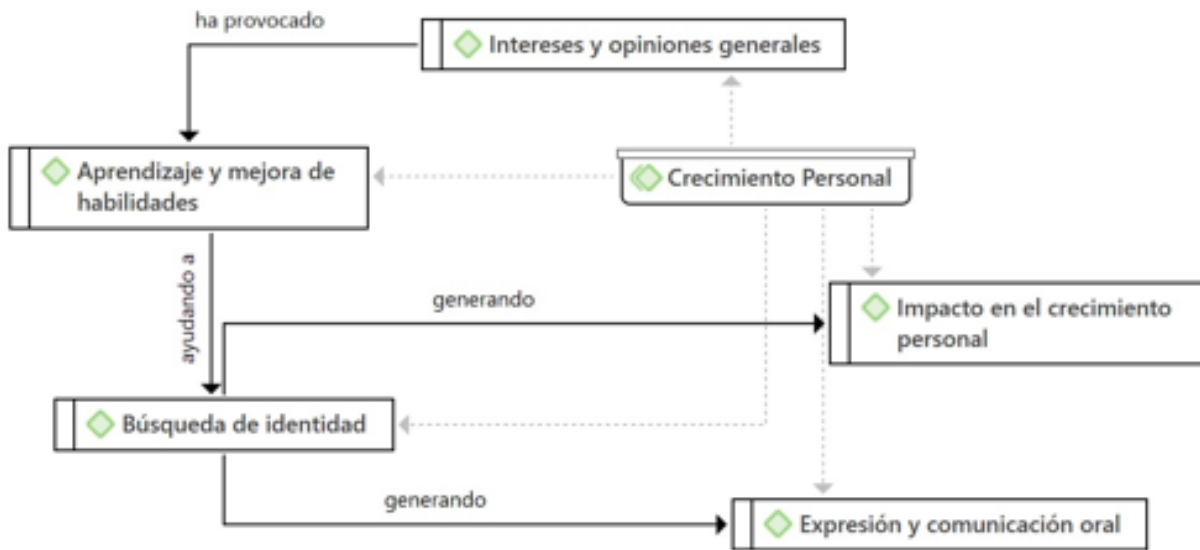 ha provocado
Intereses y opiniones generales
Aprendizaje y mejora de
habilidades
Crecimiento Personal
ayudando a
generando
Impacto en el crecimiento
personal
Búsqueda de identidad
generando
Expresión y comunicación oral